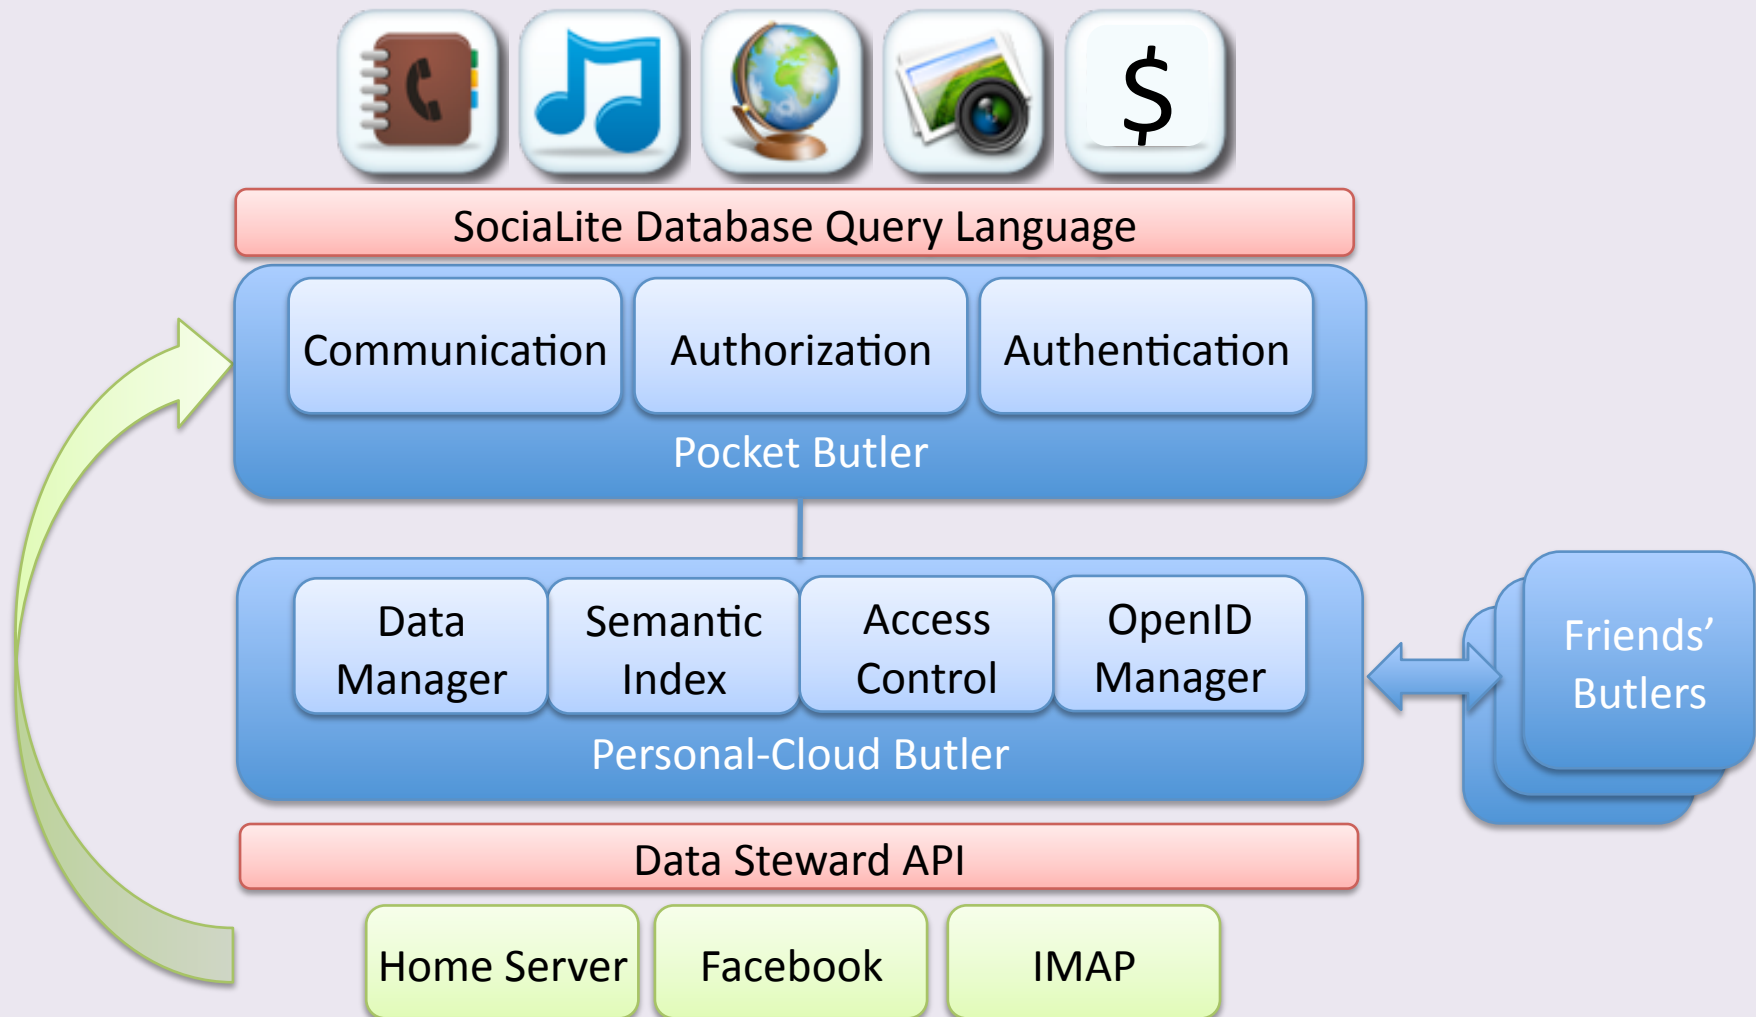 $
SociaLite Database Query Language
Communication
Authorization
Authentication
Pocket Butler
Data
Manager
Semantic
Index
Access
Control
OpenID
Manager
Personal-Cloud Butler
Friends’
Butlers
Data Steward API
Home Server
Facebook
IMAP